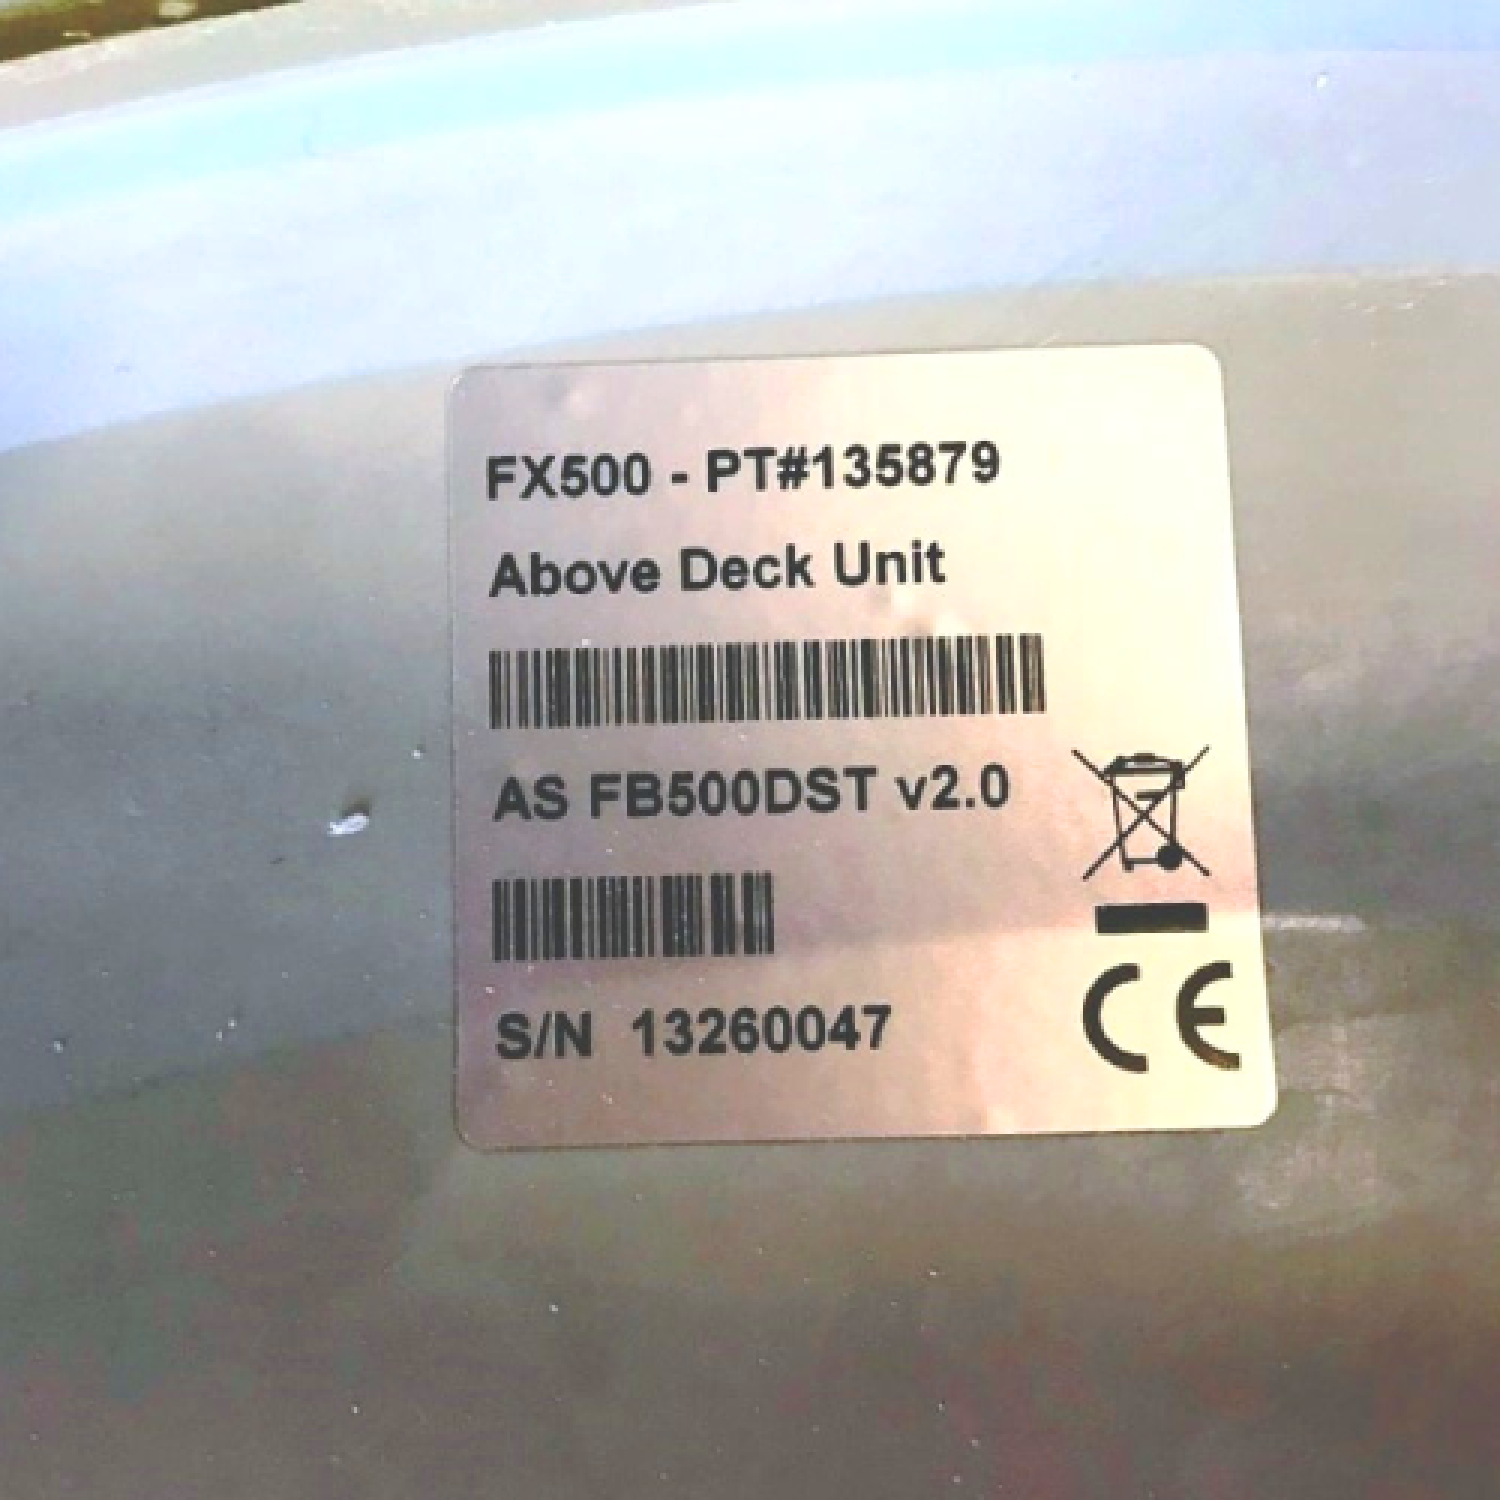 FX500 - PT#135879
Above Deck Unit
AS FB500DST v2.0
S/N 13260047
CE